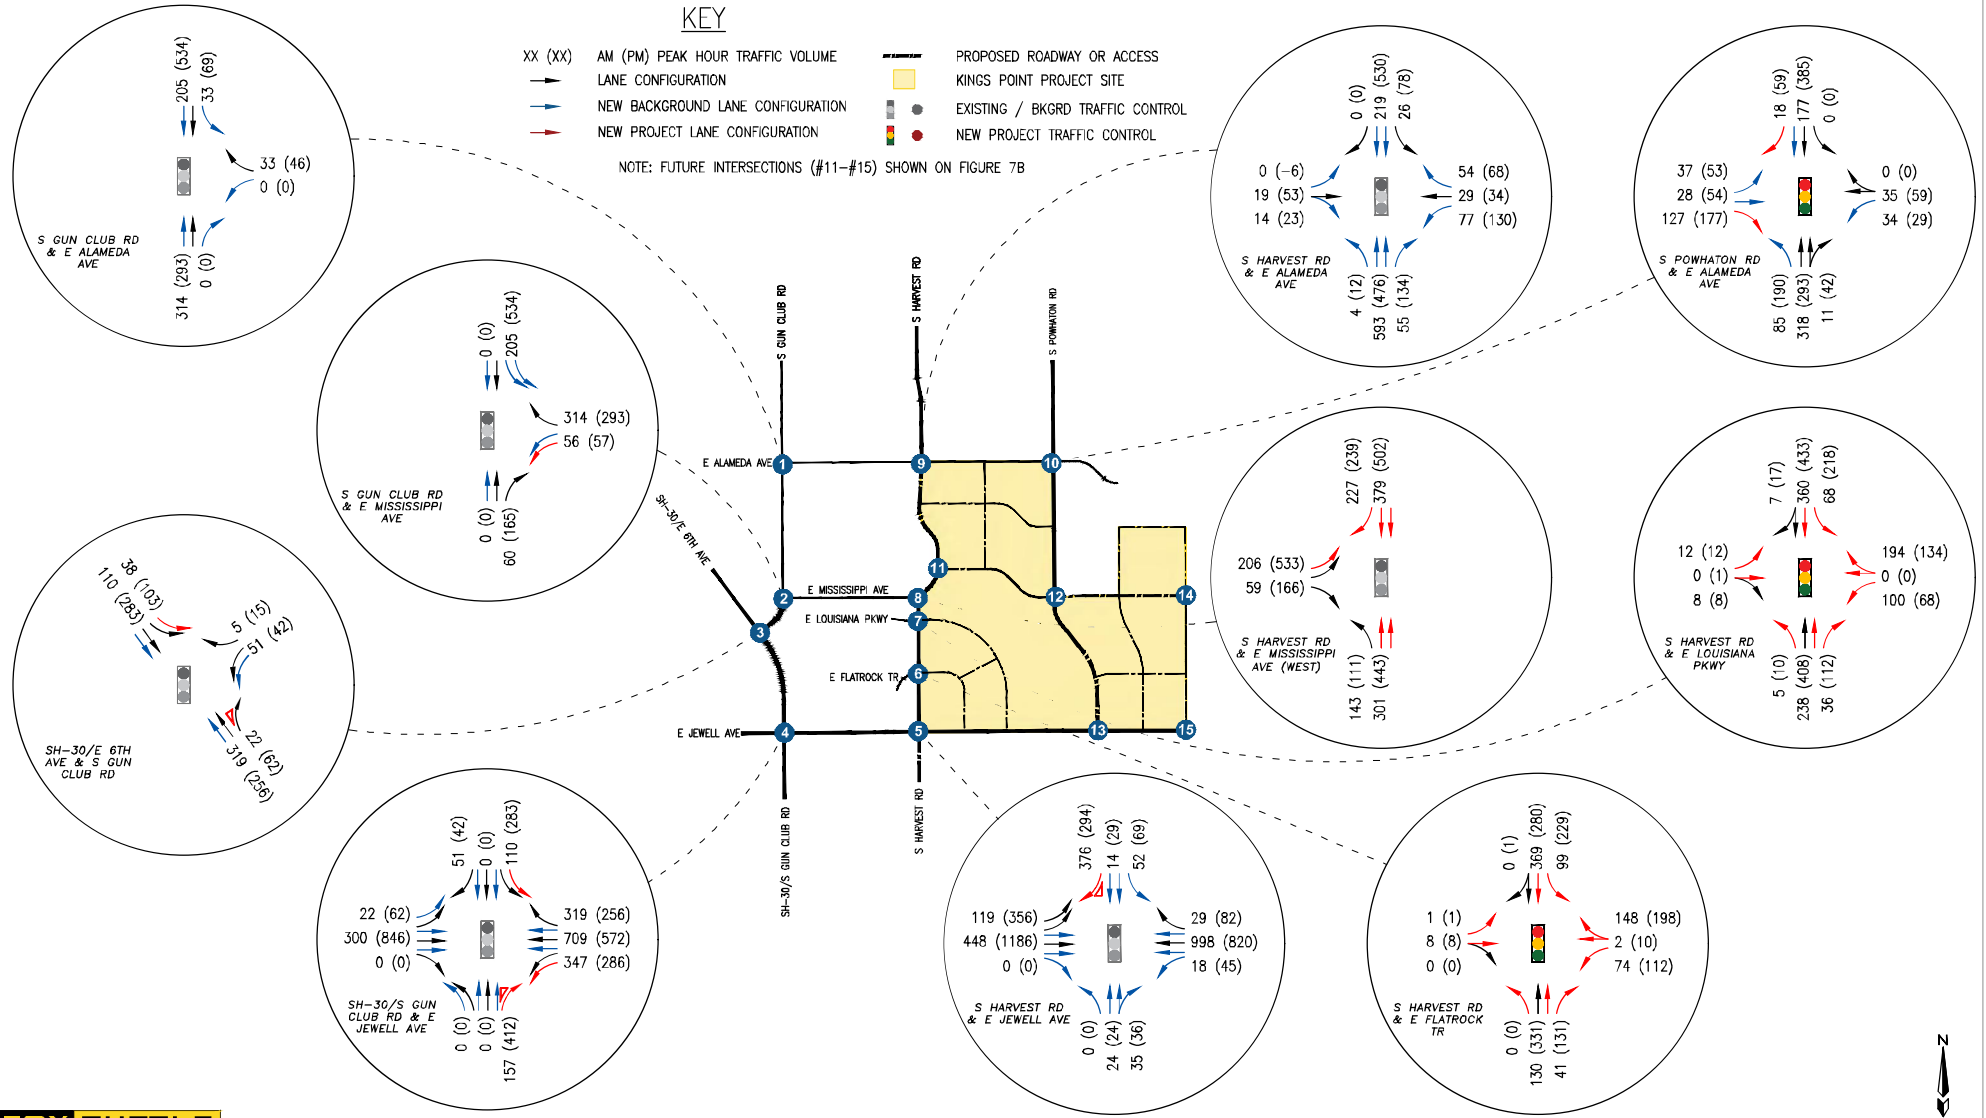 KEY
XX (XX) AM (PM) PEAK HOUR TRAFFIC VOLUME
LANE CONFIGURATION
NEW BACKGROUND LANE CONFIGURATION
NEW PROJECT LANE CONFIGURATION
PROPOSED ROADWAY OR ACCESS
KINGS POINT PROJECT SITE
EXISTING / BKGRD TRAFFIC CONTROL
NEW PROJECT TRAFFIC CONTROL
NOTE: FUTURE INTERSECTIONS (#11-#15) SHOWN ON FIGURE 7B
205 (534)
33 (69)
33 (46)
0 (0)
S GUN CLUB RD
& E ALAMEDA
AVE
314 (293)
0 (0)
0 (0)
205 (534)
314 (293)
56 (57)
S GUN CLUB RD
& E MISSISSIPPI
AVE
0 (0)
60 (165)
38 (103)
110 (283)
5 (15)
51 (42)
22 (62)
319 (256)
SH-30/E 6TH
AVE & S GUN
CLUB RD
51 (42)
0 (0)
110 (283)
22 (62)
300 (846)
0 (0)
319 (256)
709 (572)
347 (286)
SH-30/S GUN
CLUB RD & E
JEWELL AVE
0 (0)
0 (0)
157 (412)
S GUN CLUB RD
S HARVEST RD
S POWHATON RD
E ALAMEDA AVE
1
9
10
SH-30/E 6TH AVE
11
E MISSISSIPPI AVE
2
8
12
14
E LOUISIANA PKWY
7
3
E FLATROCK TR
6
E JEWELL AVE
4
5
13
15
SH-30/S GUN CLUB RD
S HARVEST RD
0 (0)
219 (530)
26 (78)
0 (-6)
19 (53)
14 (23)
54 (68)
29 (34)
77 (130)
S HARVEST RD
& E ALAMEDA
AVE
4 (12)
593 (476)
55 (134)
18 (59)
177 (385)
0 (0)
37 (53)
28 (54)
127 (177)
0 (0)
35 (59)
34 (29)
S POWHATON RD
& E ALAMEDA
AVE
85 (190)
318 (293)
11 (42)
227 (239)
379 (502)
206 (533)
59 (166)
S HARVEST RD
& E MISSISSIPPI
AVE (WEST)
143 (111)
301 (443)
7 (17)
360 (433)
68 (218)
12 (12)
0 (1)
8 (8)
194 (134)
0 (0)
100 (68)
S HARVEST RD
& E LOUISIANA
PKWY
5 (10)
238 (408)
36 (112)
376 (294)
14 (29)
52 (69)
119 (356)
448 (1186)
0 (0)
29 (82)
998 (820)
18 (45)
S HARVEST RD
& E JEWELL AVE
0 (0)
24 (24)
35 (36)
0 (1)
369 (280)
99 (229)
1 (1)
8 (8)
0 (0)
148 (198)
2 (10)
74 (112)
S HARVEST RD
& E FLATROCK
TR
0 (0)
130 (331)
41 (131)
N